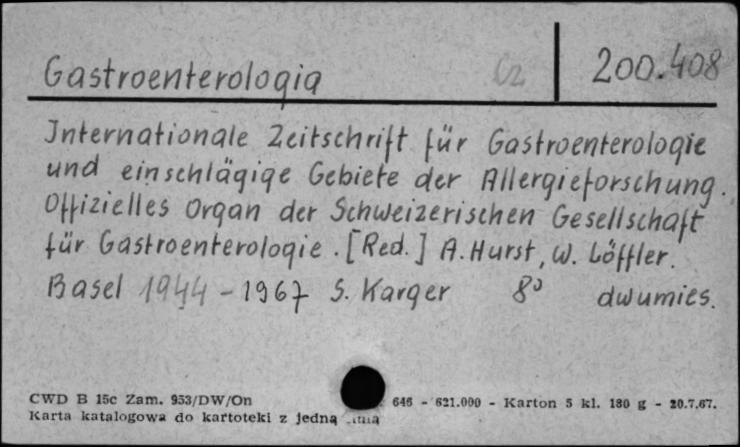 Gastroenterologia Cz 200.408
Internationale Zeitschrift für Gastroenterologie
und einschlägige Gebiete der Allergieforschung.
Offizielles Organ der Schweizerischen Gesellschaft
für Gastroenterologie. [Red.] A. Hurst, W. Löffler.
Basel 1944-1967 S. Karger 8° dwumies.
CWD B 15c Zam. 953/DW/On 646 - 621.000 - Karton 5 kl. 180 g - 20.7.67.
Karta katalogowa do kartoteki z jedną